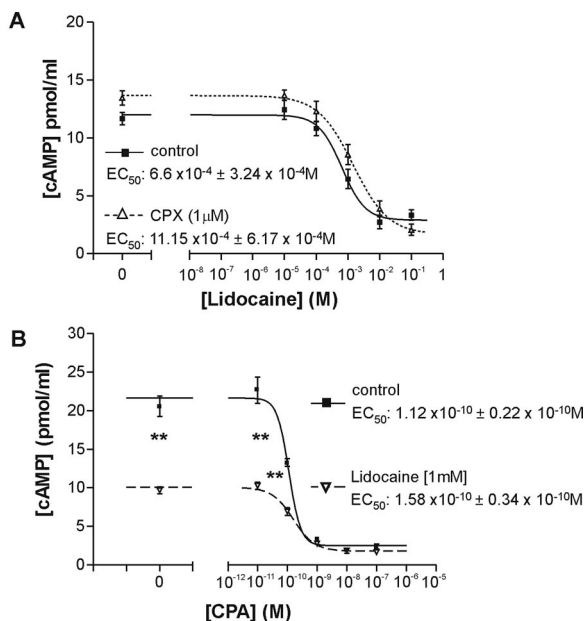 A
20
15
10
5
0
[cAMP] pmol/ml
control
EC50: 6.6 x10-4 ± 3.24 x 10-4M
CPX (1µM)
EC50: 11.15 x10-4 ± 6.17 x 10-4M
0 10-8 10-7 10-6 10-5 10-4 10-3 10-2 10-1 1
[Lidocaine] (M)
B
30
25
20
15
10
5
0
[cAMP] (pmol/ml)
** ** **
control
EC50: 1.12 x10-10 ± 0.22 x 10-10M
Lidocaine [1mM]
EC50: 1.58 x10-10 ± 0.34 x 10-10M
0 10-12 10-11 10-10 10-9 10-8 10-7 10-6 10-5
[CPA] (M)